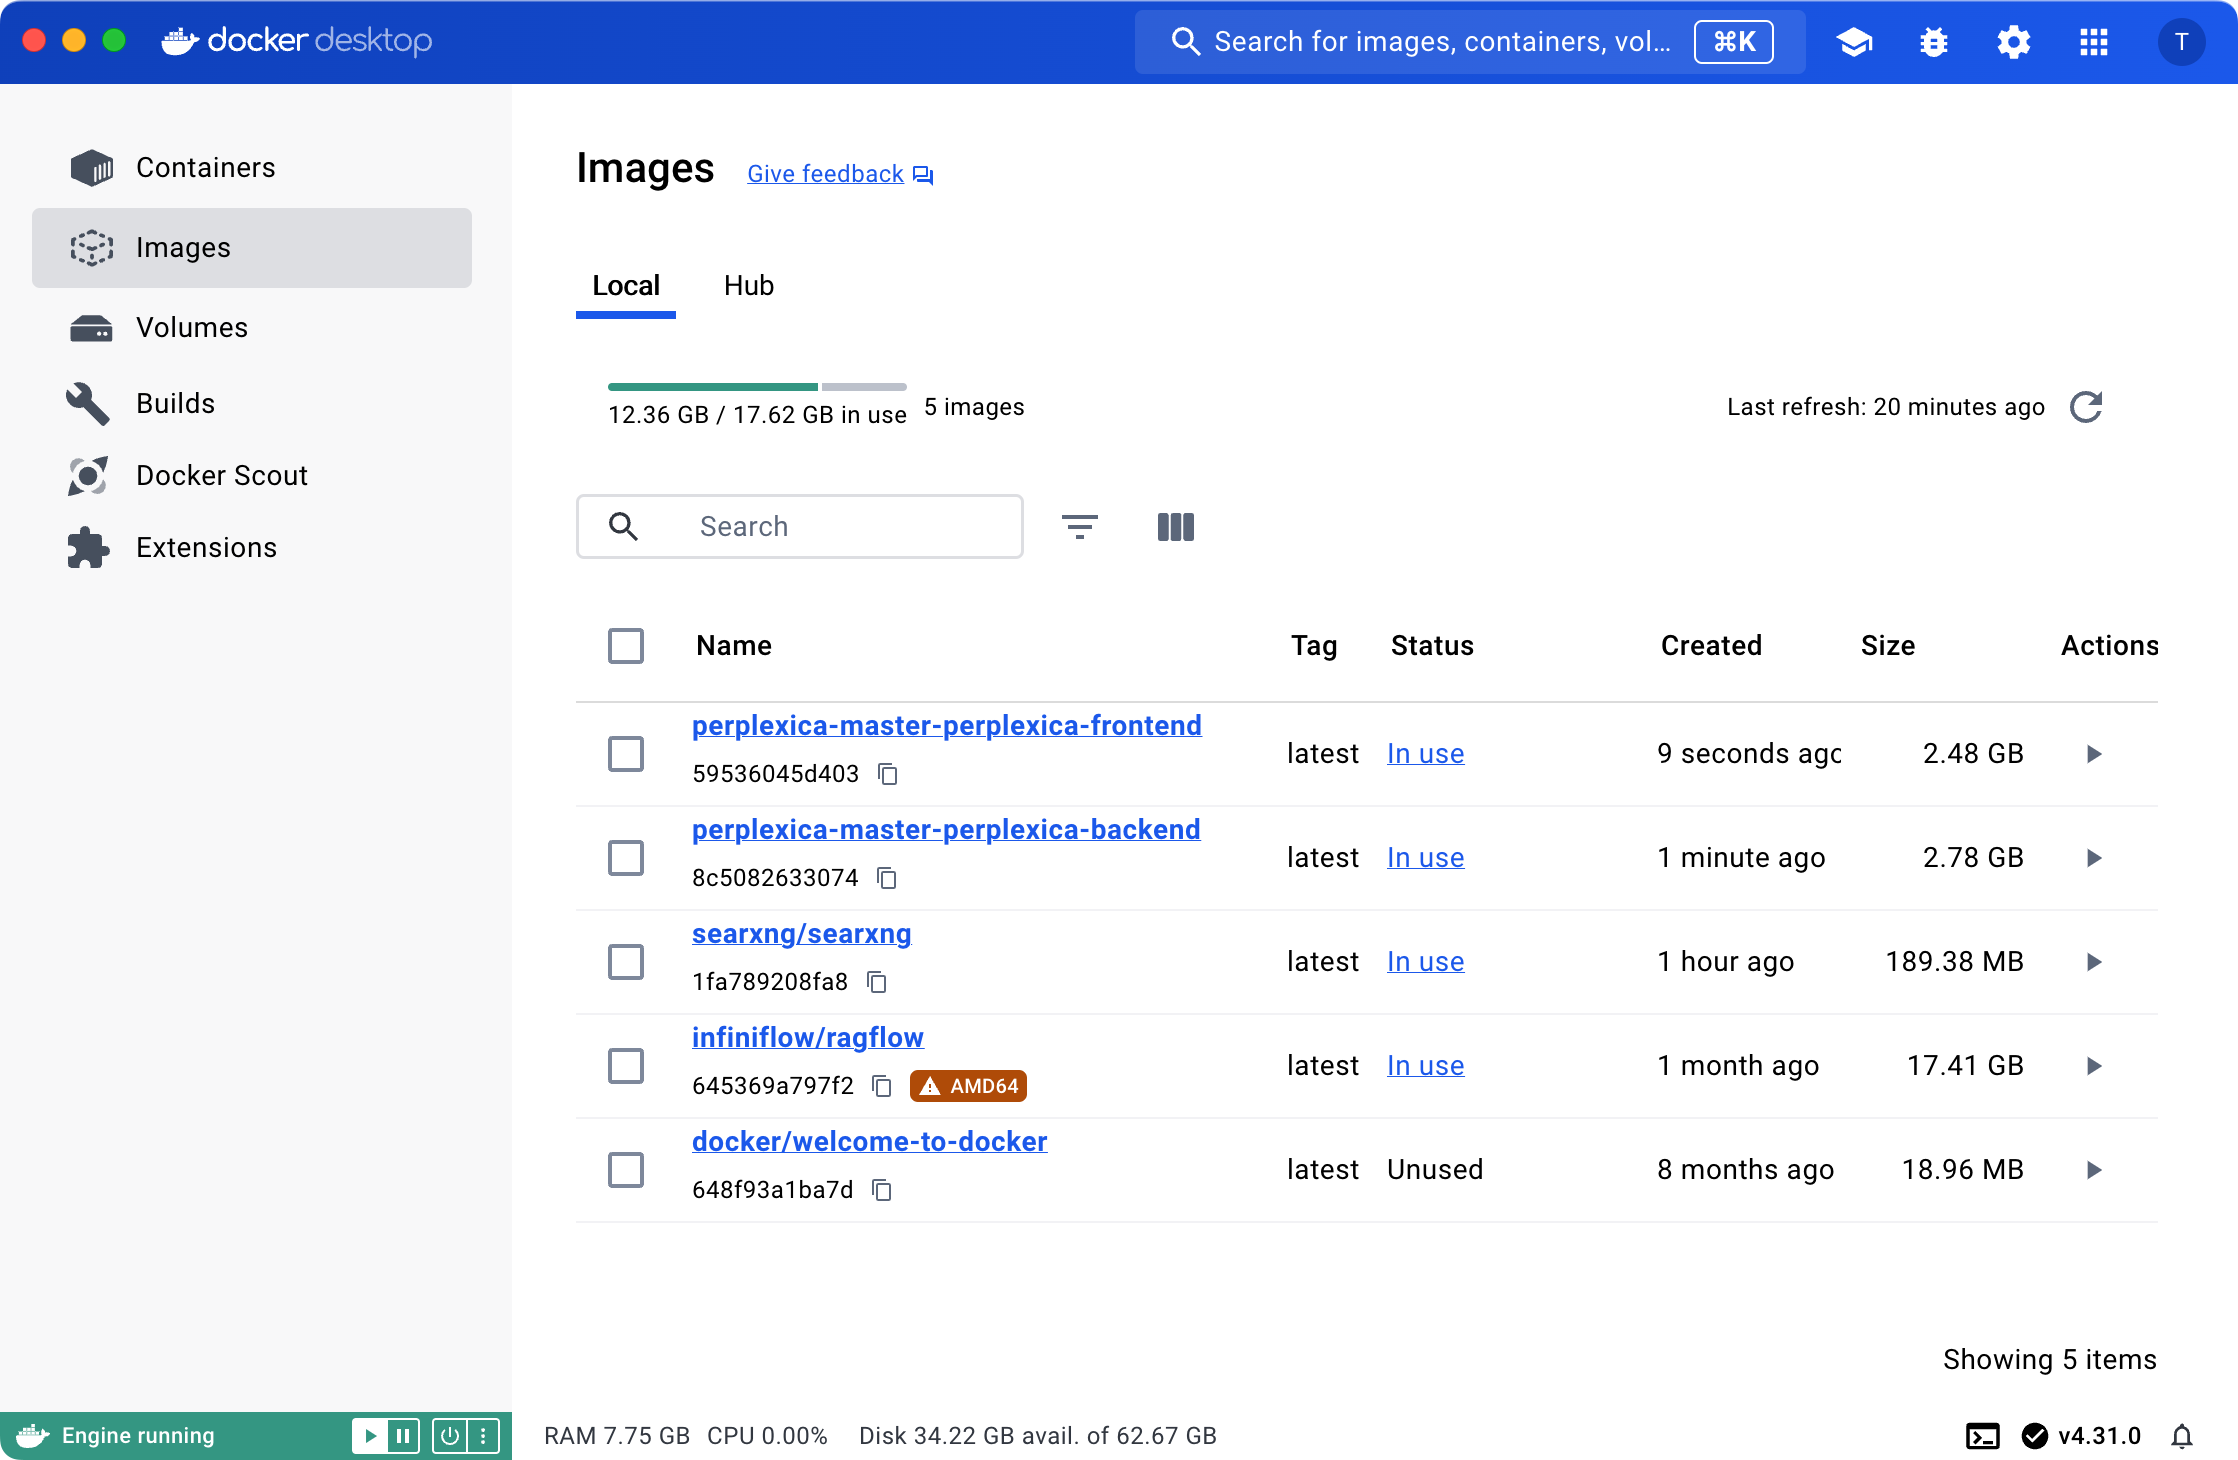 docker desktop
Search for images, containers, vol... ⌘K
T
Containers
Images
Volumes
Builds
Docker Scout
Extensions
Images Give feedback
Local Hub
12.36 GB / 17.62 GB in use 5 images
Last refresh: 20 minutes ago
Search
Name Tag Status Created Size Actions
perplexica-master-perplexica-frontend
59536045d403
latest In use 9 seconds ago 2.48 GB
perplexica-master-perplexica-backend
8c5082633074
latest In use 1 minute ago 2.78 GB
searxng/searxng
1fa789208fa8
latest In use 1 hour ago 189.38 MB
infiniflow/ragflow
645369a797f2 AMD64
latest In use 1 month ago 17.41 GB
docker/welcome-to-docker
648f93a1ba7d
latest Unused 8 months ago 18.96 MB
Showing 5 items
Engine running
RAM 7.75 GB CPU 0.00% Disk 34.22 GB avail. of 62.67 GB
v4.31.0